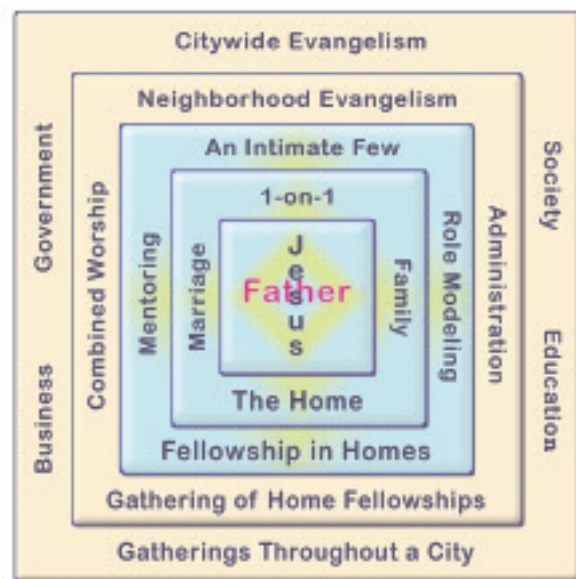 Citywide Evangelism
Neighborhood Evangelism
An Intimate Few
1-on-1
Government
Business
Combined Worship
Mentoring
Marriage
Jesus
Father
Family
Role Modeling
Administration
Society
Education
The Home
Fellowship in Homes
Gathering of Home Fellowships
Gatherings Throughout a City